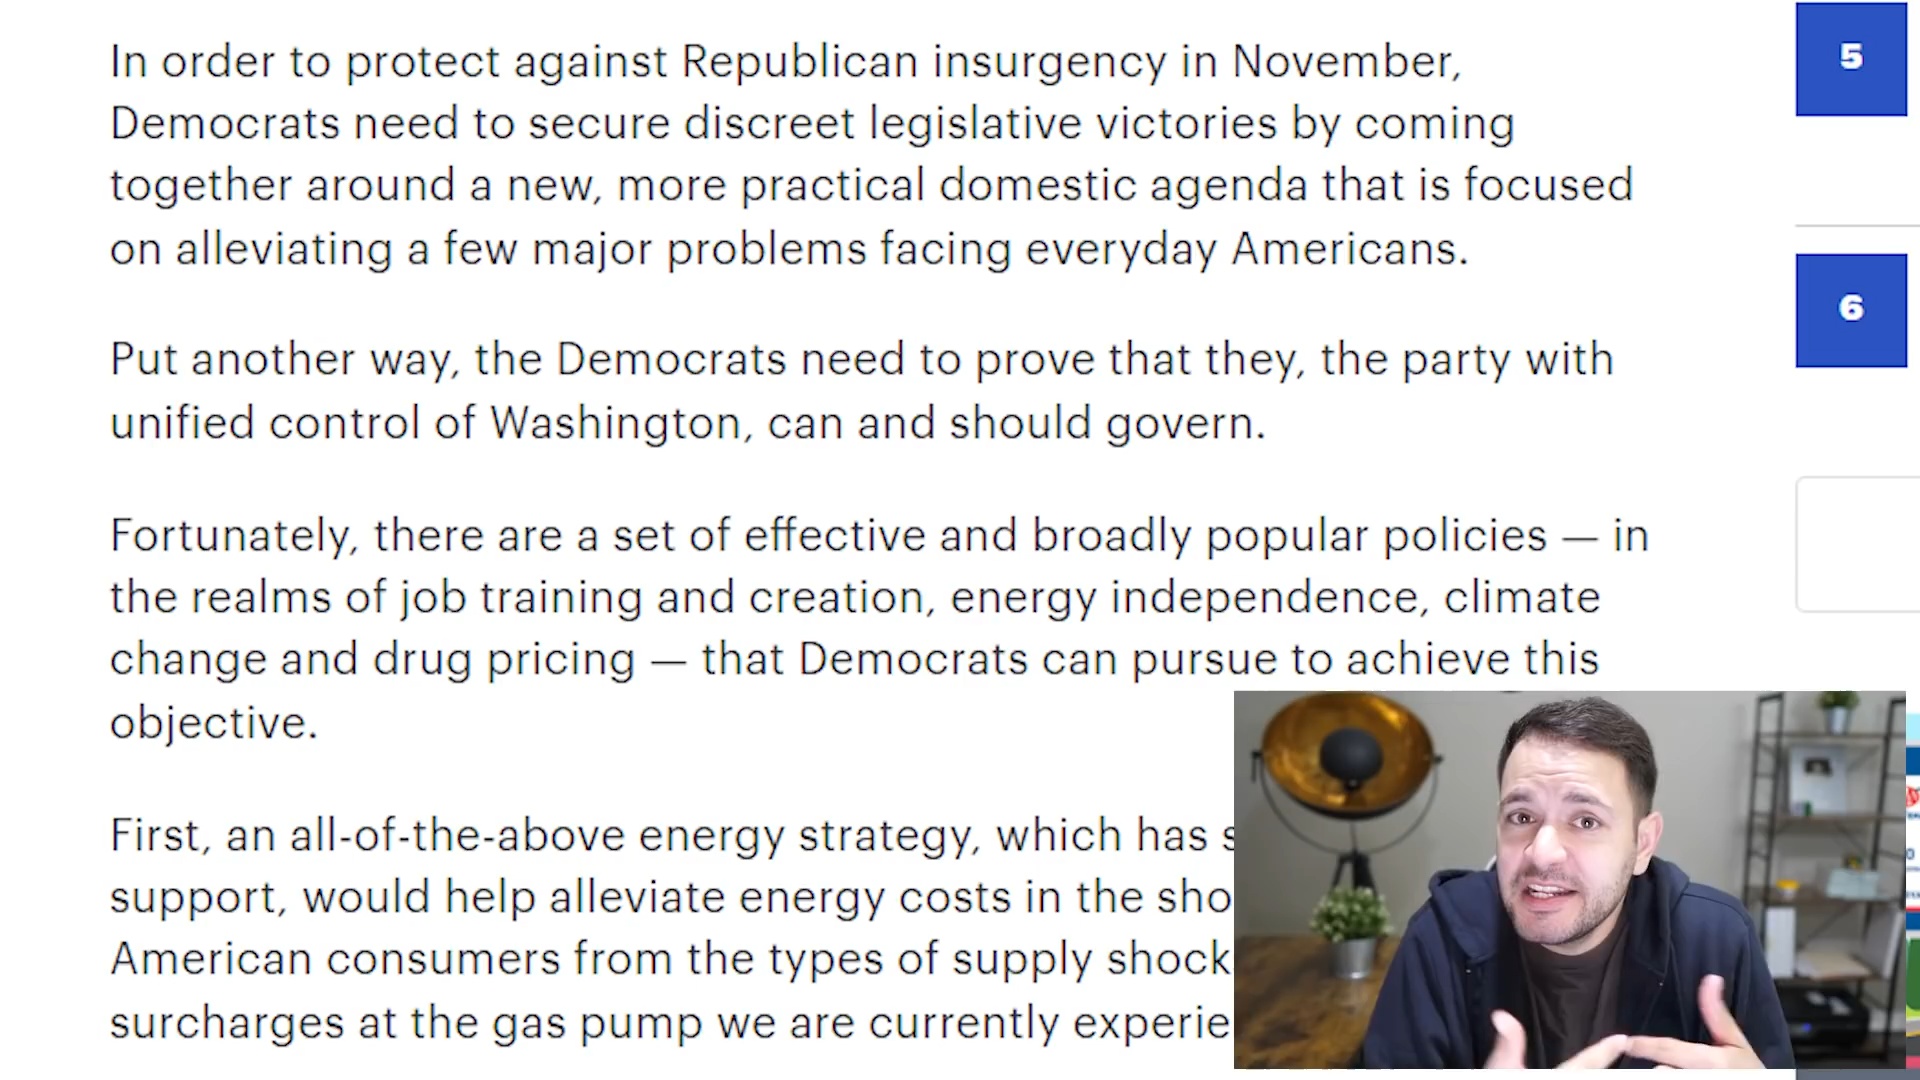 In order to protect against Republican insurgency in November,
Democrats need to secure discreet legislative victories by coming
together around a new, more practical domestic agenda that is focused
on alleviating a few major problems facing everyday Americans.
Put another way, the Democrats need to prove that they, the party with
unified control of Washington, can and should govern.
Fortunately, there are a set of effective and broadly popular policies — in
the realms of job training and creation, energy independence, climate
change and drug pricing — that Democrats can pursue to achieve this
objective.
First, an all-of-the-above energy strategy, which has
support, would help alleviate energy costs in the
American consumers from the types of supply shock
surcharges at the gas pump we are currently
5
6